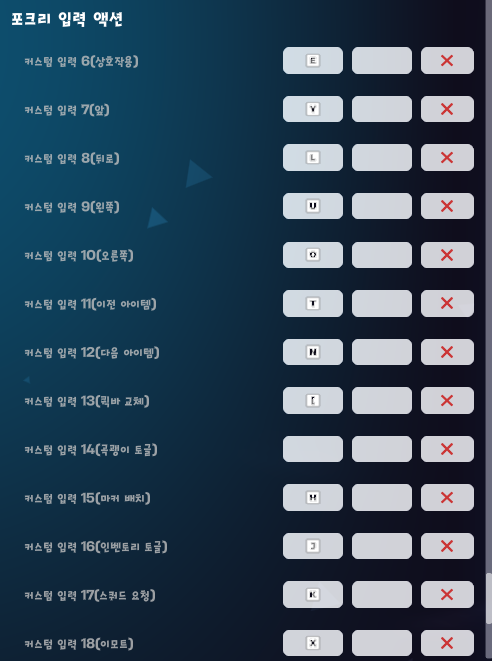 포크리 입력 액션
커스텀 입력 6(상호작용) E
커스텀 입력 7(앞) Y
커스텀 입력 8(뒤로) L
커스텀 입력 9(왼쪽) U
커스텀 입력 10(오른쪽) O
커스텀 입력 11(이전 아이템) T
커스텀 입력 12(다음 아이템) N
커스텀 입력 13(퀵바 교체) I
커스텀 입력 14(곡괭이 토글)
커스텀 입력 15(마커 배치) H
커스텀 입력 16(인벤토리 토글) J
커스텀 입력 17(스쿼드 요청) K
커스텀 입력 18(이모트) X